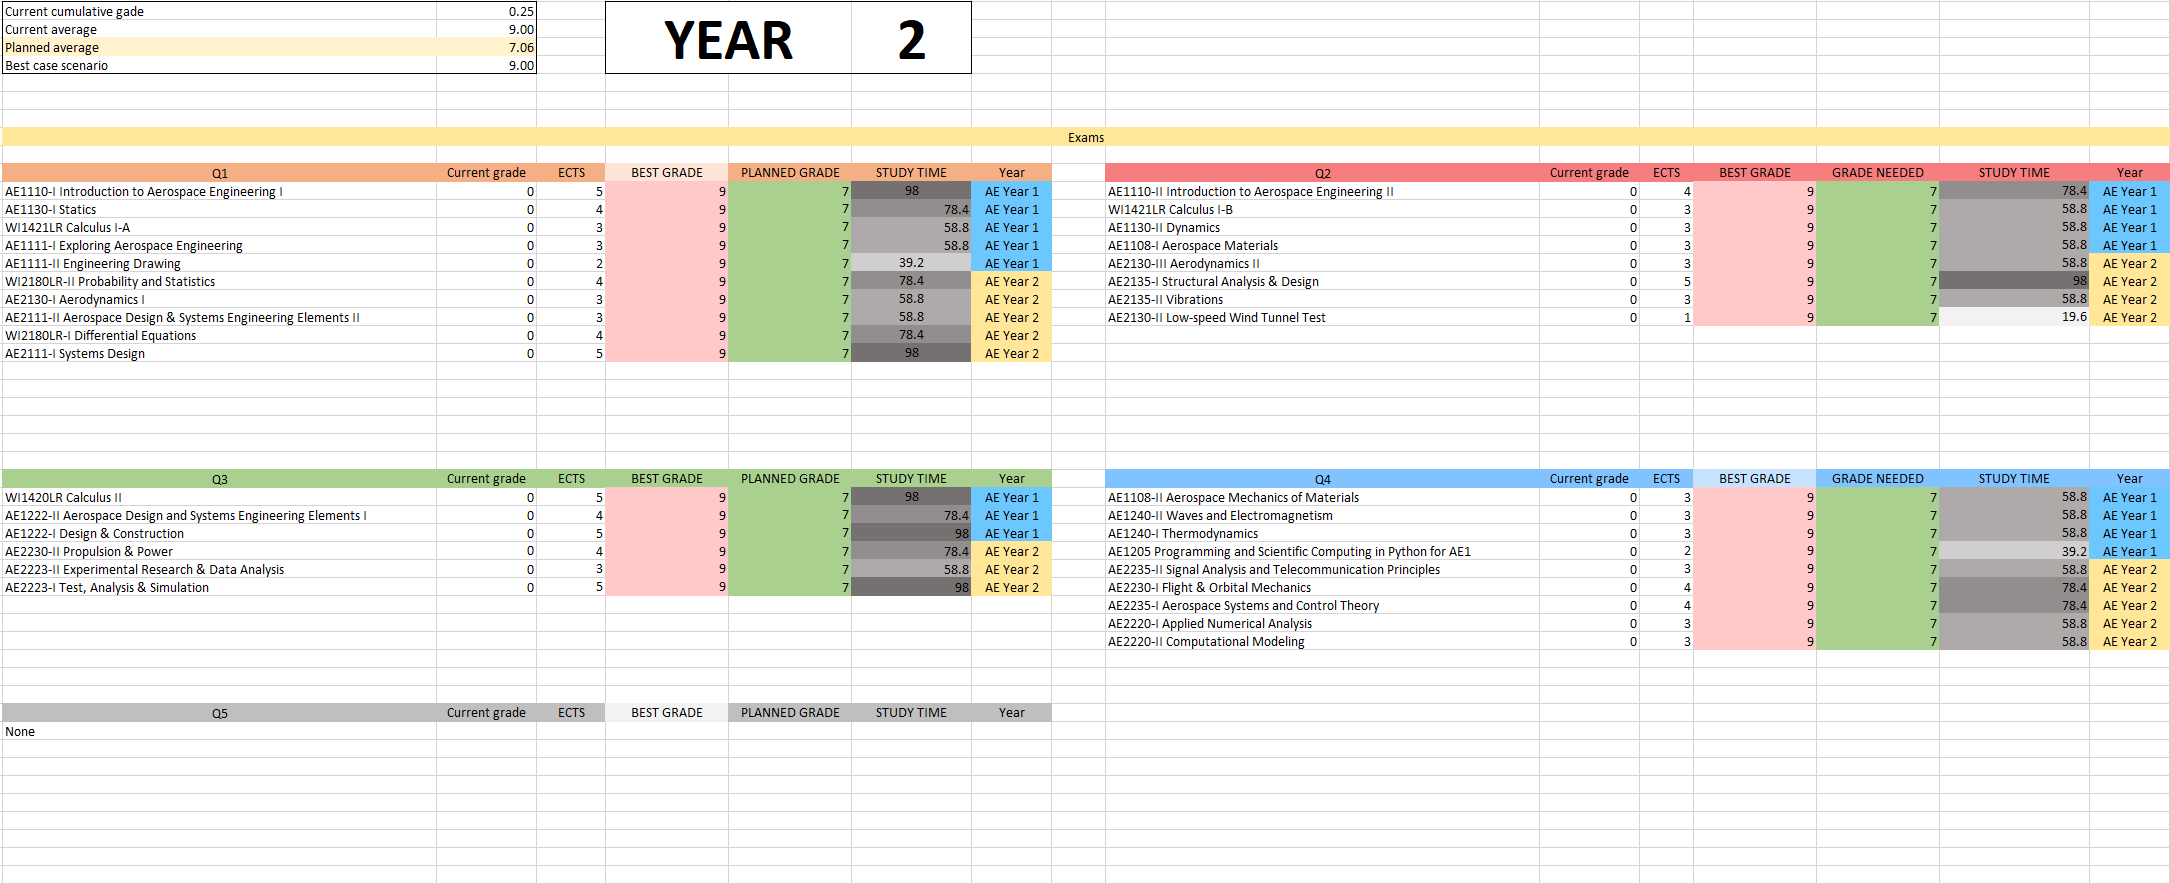 Current cumulative gade 0.25
Current average 9.00
Planned average 7.06
Best case scenario 9.00
YEAR 2
Exams
Q1 Current grade ECTS BEST GRADE PLANNED GRADE STUDY TIME Year
AE1110-I Introduction to Aerospace Engineering I 0 5 9 7 98 AE Year 1
AE1130-I Statics 0 4 9 7 78.4 AE Year 1
WI1421LR Calculus I-A 0 3 9 7 58.8 AE Year 1
AE1111-I Exploring Aerospace Engineering 0 3 9 7 58.8 AE Year 1
AE1111-II Engineering Drawing 0 2 9 7 39.2 AE Year 1
WI2180LR-II Probability and Statistics 0 4 9 7 78.4 AE Year 2
AE2130-I Aerodynamics I 0 3 9 7 58.8 AE Year 2
AE2111-II Aerospace Design & Systems Engineering Elements II 0 3 9 7 58.8 AE Year 2
WI2180LR-I Differential Equations 0 4 9 7 78.4 AE Year 2
AE2111-I Systems Design 0 5 9 7 98 AE Year 2
Q2 Current grade ECTS BEST GRADE GRADE NEEDED STUDY TIME Year
AE1110-II Introduction to Aerospace Engineering II 0 4 9 7 78.4 AE Year 1
WI1421LR Calculus I-B 0 3 9 7 58.8 AE Year 1
AE1130-II Dynamics 0 3 9 7 58.8 AE Year 1
AE1108-I Aerospace Materials 0 3 9 7 58.8 AE Year 1
AE2130-III Aerodynamics II 0 3 9 7 58.8 AE Year 2
AE2135-I Structural Analysis & Design 0 5 9 7 98 AE Year 2
AE2135-II Vibrations 0 3 9 7 58.8 AE Year 2
AE2130-II Low-speed Wind Tunnel Test 0 1 9 7 19.6 AE Year 2
Q3 Current grade ECTS BEST GRADE PLANNED GRADE STUDY TIME Year
WI1420LR Calculus II 0 5 9 7 98 AE Year 1
AE1222-II Aerospace Design and Systems Engineering Elements I 0 4 9 7 78.4 AE Year 1
AE1222-I Design & Construction 0 5 9 7 98 AE Year 1
AE2230-II Propulsion & Power 0 4 9 7 78.4 AE Year 2
AE2223-II Experimental Research & Data Analysis 0 3 9 7 58.8 AE Year 2
AE2223-I Test, Analysis & Simulation 0 5 9 7 98 AE Year 2
Q4 Current grade ECTS BEST GRADE GRADE NEEDED STUDY TIME Year
AE1108-II Aerospace Mechanics of Materials 0 3 9 7 58.8 AE Year 1
AE1240-II Waves and Electromagnetism 0 3 9 7 58.8 AE Year 1
AE1240-I Thermodynamics 0 3 9 7 58.8 AE Year 1
AE1205 Programming and Scientific Computing in Python for AE1 0 2 9 7 39.2 AE Year 1
AE2235-II Signal Analysis and Telecommunication Principles 0 3 9 7 58.8 AE Year 2
AE2230-I Flight & Orbital Mechanics 0 4 9 7 78.4 AE Year 2
AE2235-I Aerospace Systems and Control Theory 0 4 9 7 78.4 AE Year 2
AE2220-I Applied Numerical Analysis 0 3 9 7 58.8 AE Year 2
AE2220-II Computational Modeling 0 3 9 7 58.8 AE Year 2
Q5 Current grade ECTS BEST GRADE PLANNED GRADE STUDY TIME Year
None